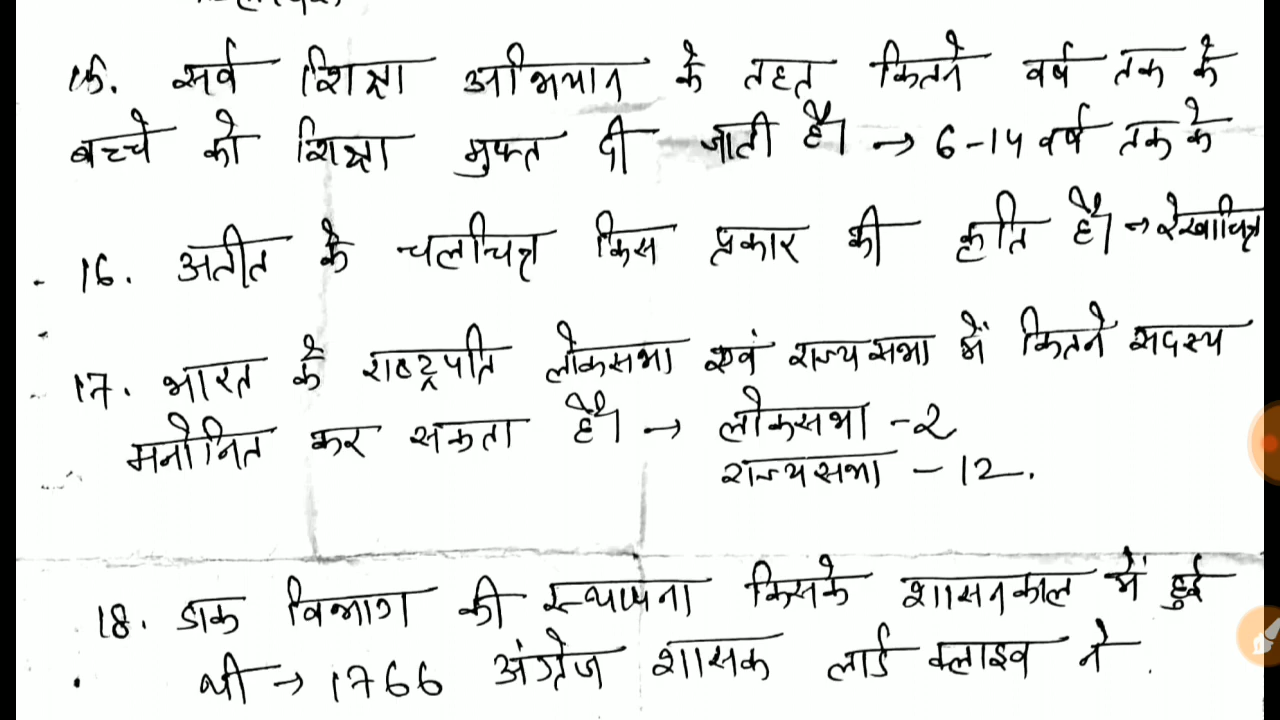 15. सर्व शिक्षा अभियान के तहत कितने वर्ष तक के
बच्चे को शिक्षा मुफ्त दी जाती हैं। → 6-14 वर्ष तक के
16. अतीत के चलचित्र किस प्रकार की कृति हैं। → रेखाचित्र
17. भारत के राष्ट्रपति लोकसभा एवं राज्यसभा में कितने सदस्य
मनोनित कर सकता हैं। → लोकसभा - 2
राज्यसभा - 12.
18. डाक विभाग की स्थापना किसके शासनकाल में हुई
थी → 1766 अंग्रेज शासक लार्ड क्लाइव ने.